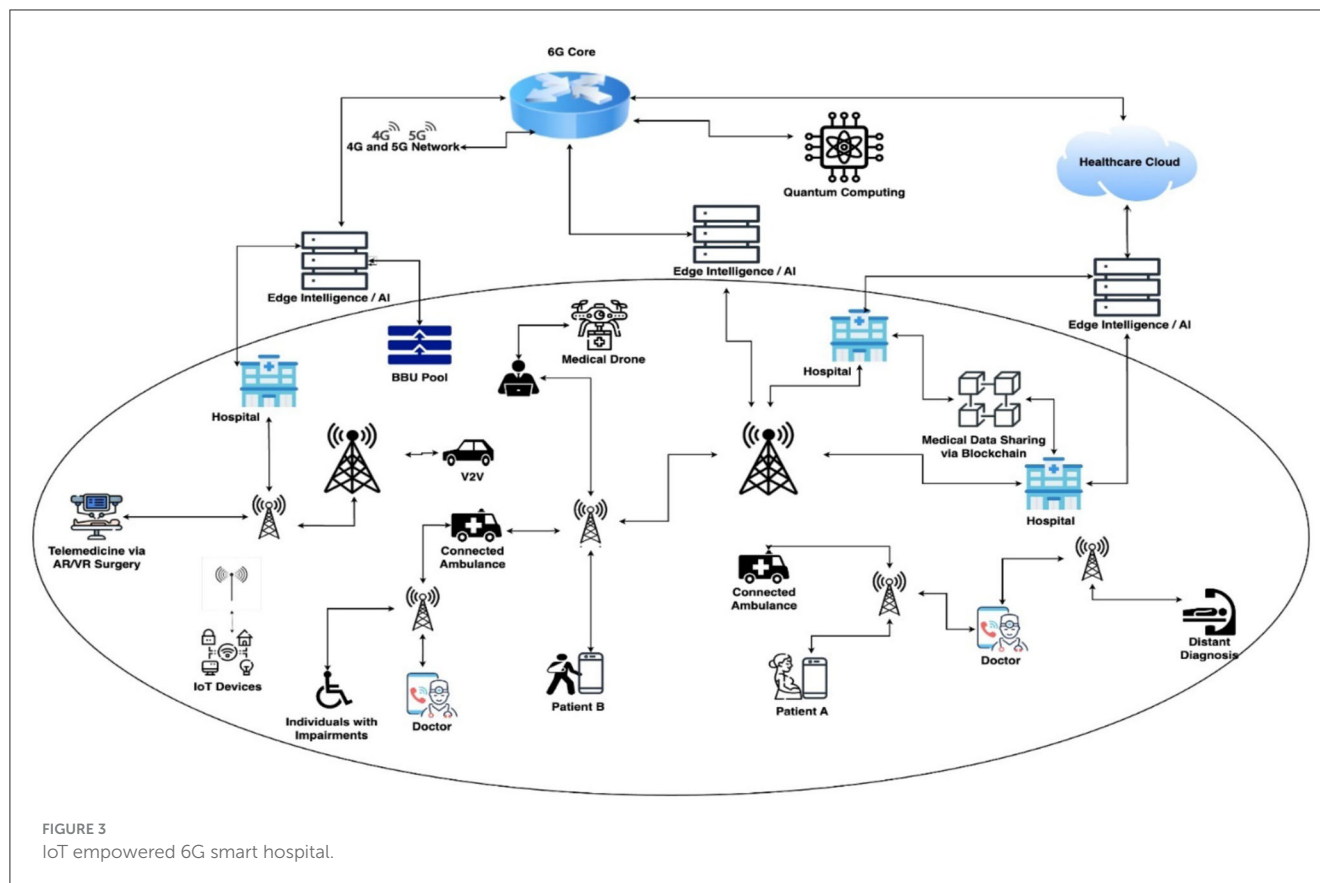 6G Core
4G 5G
4G and 5G Network
Quantum Computing
Healthcare Cloud
Edge Intelligence / AI
Edge Intelligence / AI
Edge Intelligence / AI
BBU Pool
Medical Drone
Hospital
Hospital
Medical Data Sharing
via Blockchain
Hospital
V2V
Telemedicine via
AR/VR Surgery
Connected
Ambulance
Connected
Ambulance
IoT Devices
Individuals with
Impairments
Doctor
Patient B
Patient A
Doctor
Distant
Diagnosis
FIGURE 3
IoT empowered 6G smart hospital.